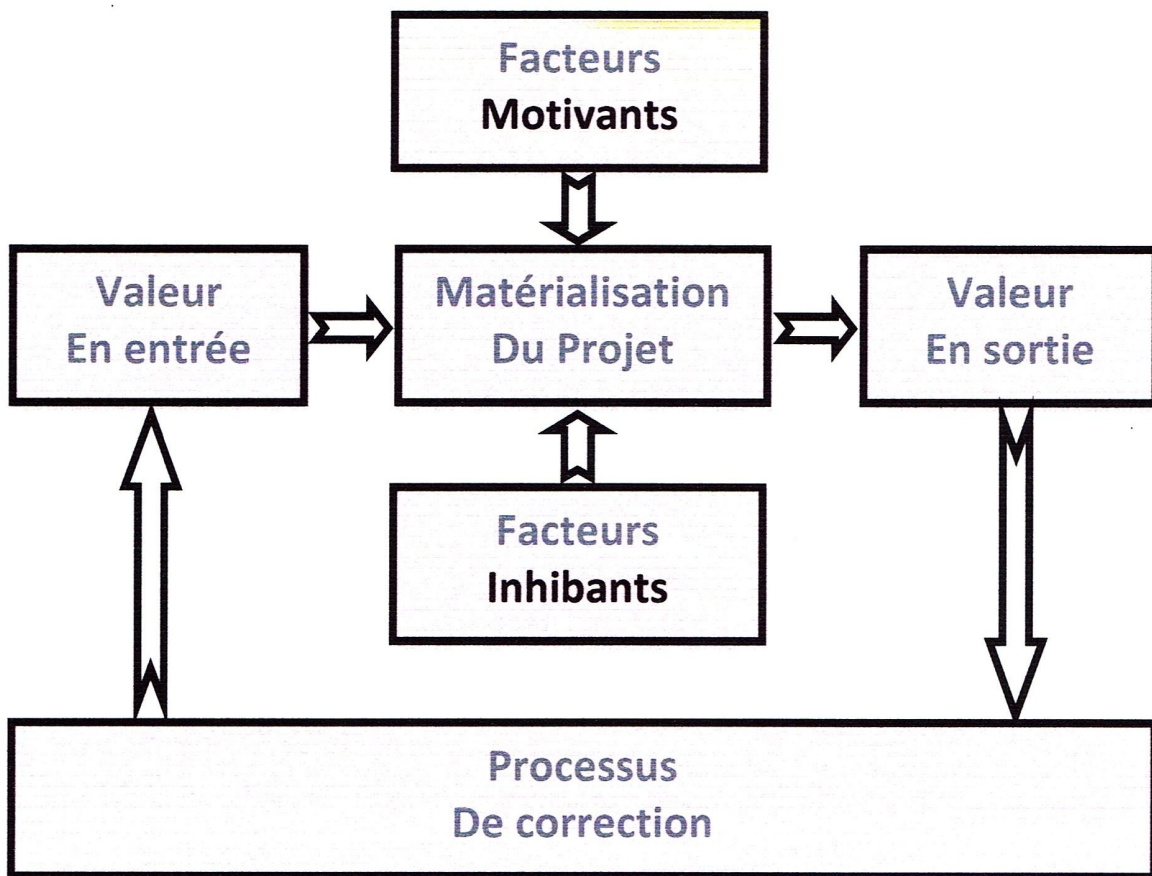 Facteurs
Motivants
Valeur
En entrée
Matérialisation
Du Projet
Valeur
En sortie
Facteurs
Inhibants
Processus
De correction